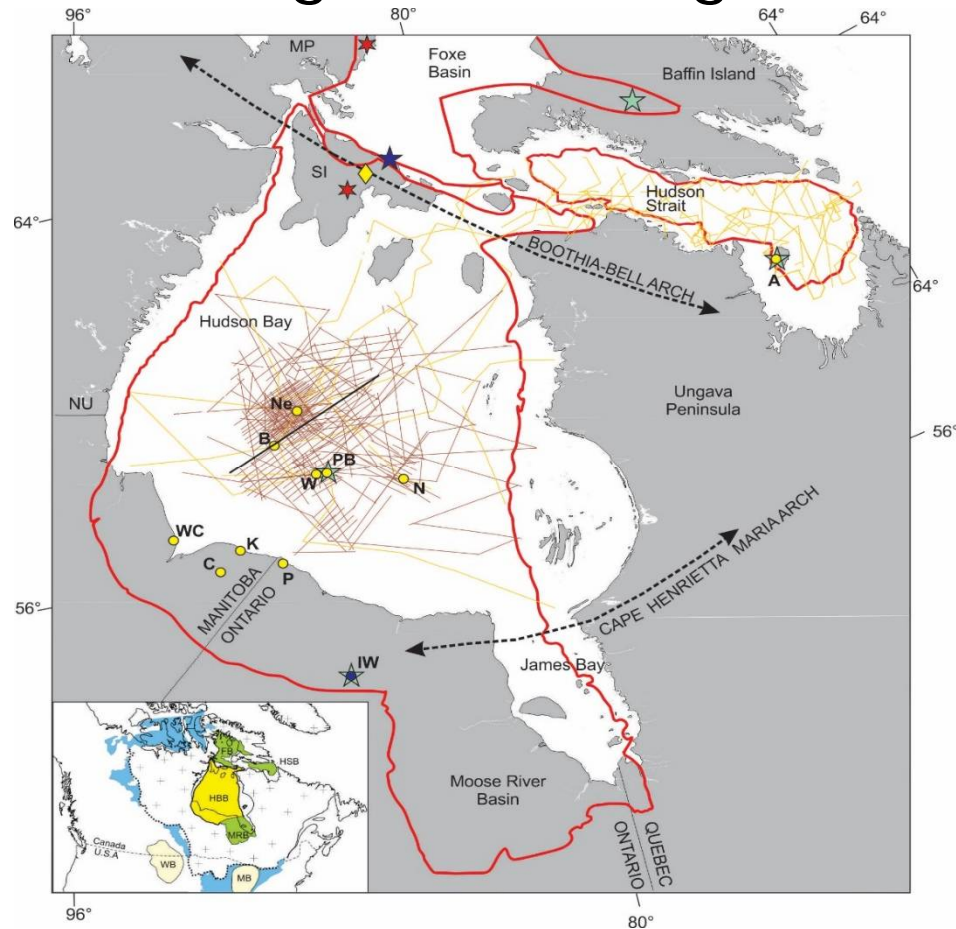 96°
80°
64°
64°
MP
Foxe
Basin
Baffin Island
SI
Hudson
Strait
64°
BOOTHIA-BELL ARCH
A
64°
Hudson Bay
Ungava
Peninsula
NU
Ne
56°
B
PB
W
N
WC
K
C
P
CAPE HENRIETTA MARIA ARCH
MANITOBA
ONTARIO
56°
IW
James Bay
Moose River
Basin
QUEBEC
ONTARIO
FB
HSB
HBB
MRB
Canada
U.S.A
WB
MB
96°
80°